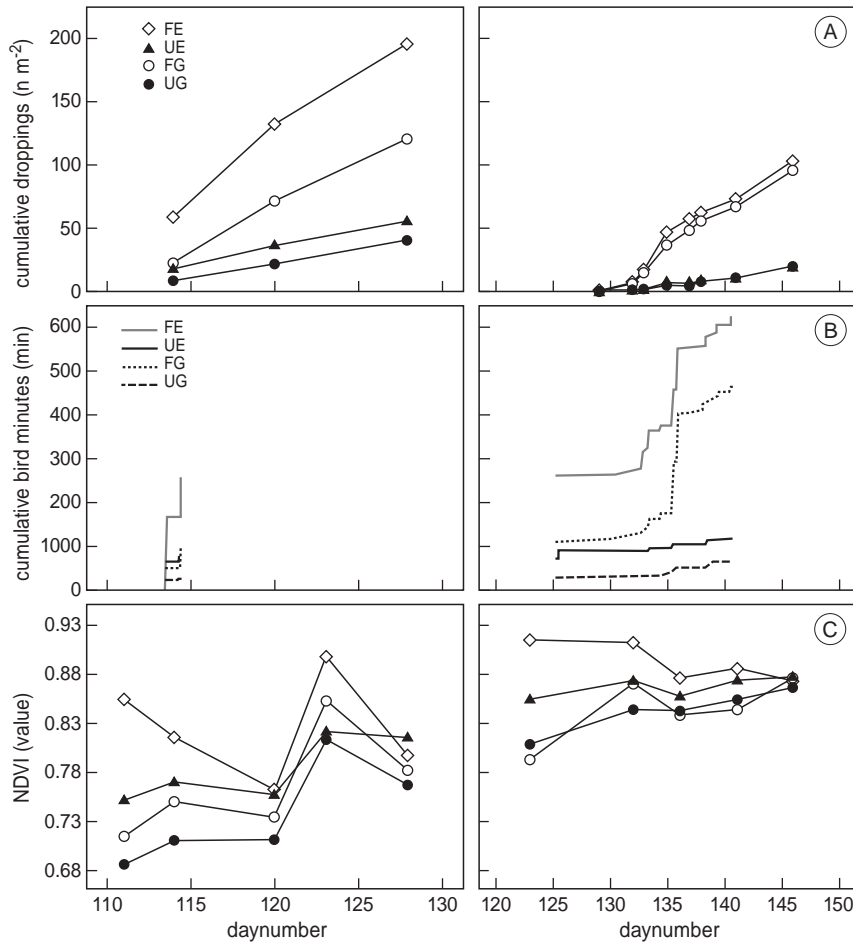 cumulative droppings (n m-2)
200
150
100
50
0
FE
UE
FG
UG
A
cumulative bird minutes (min)
600
500
400
300
200
1000
0
FE
UE
FG
UG
B
NDVI (value)
0.93
0.88
0.83
0.78
0.73
0.68
C
110 115 120 125 130
daynumber
120 125 130 135 140 145 150
daynumber